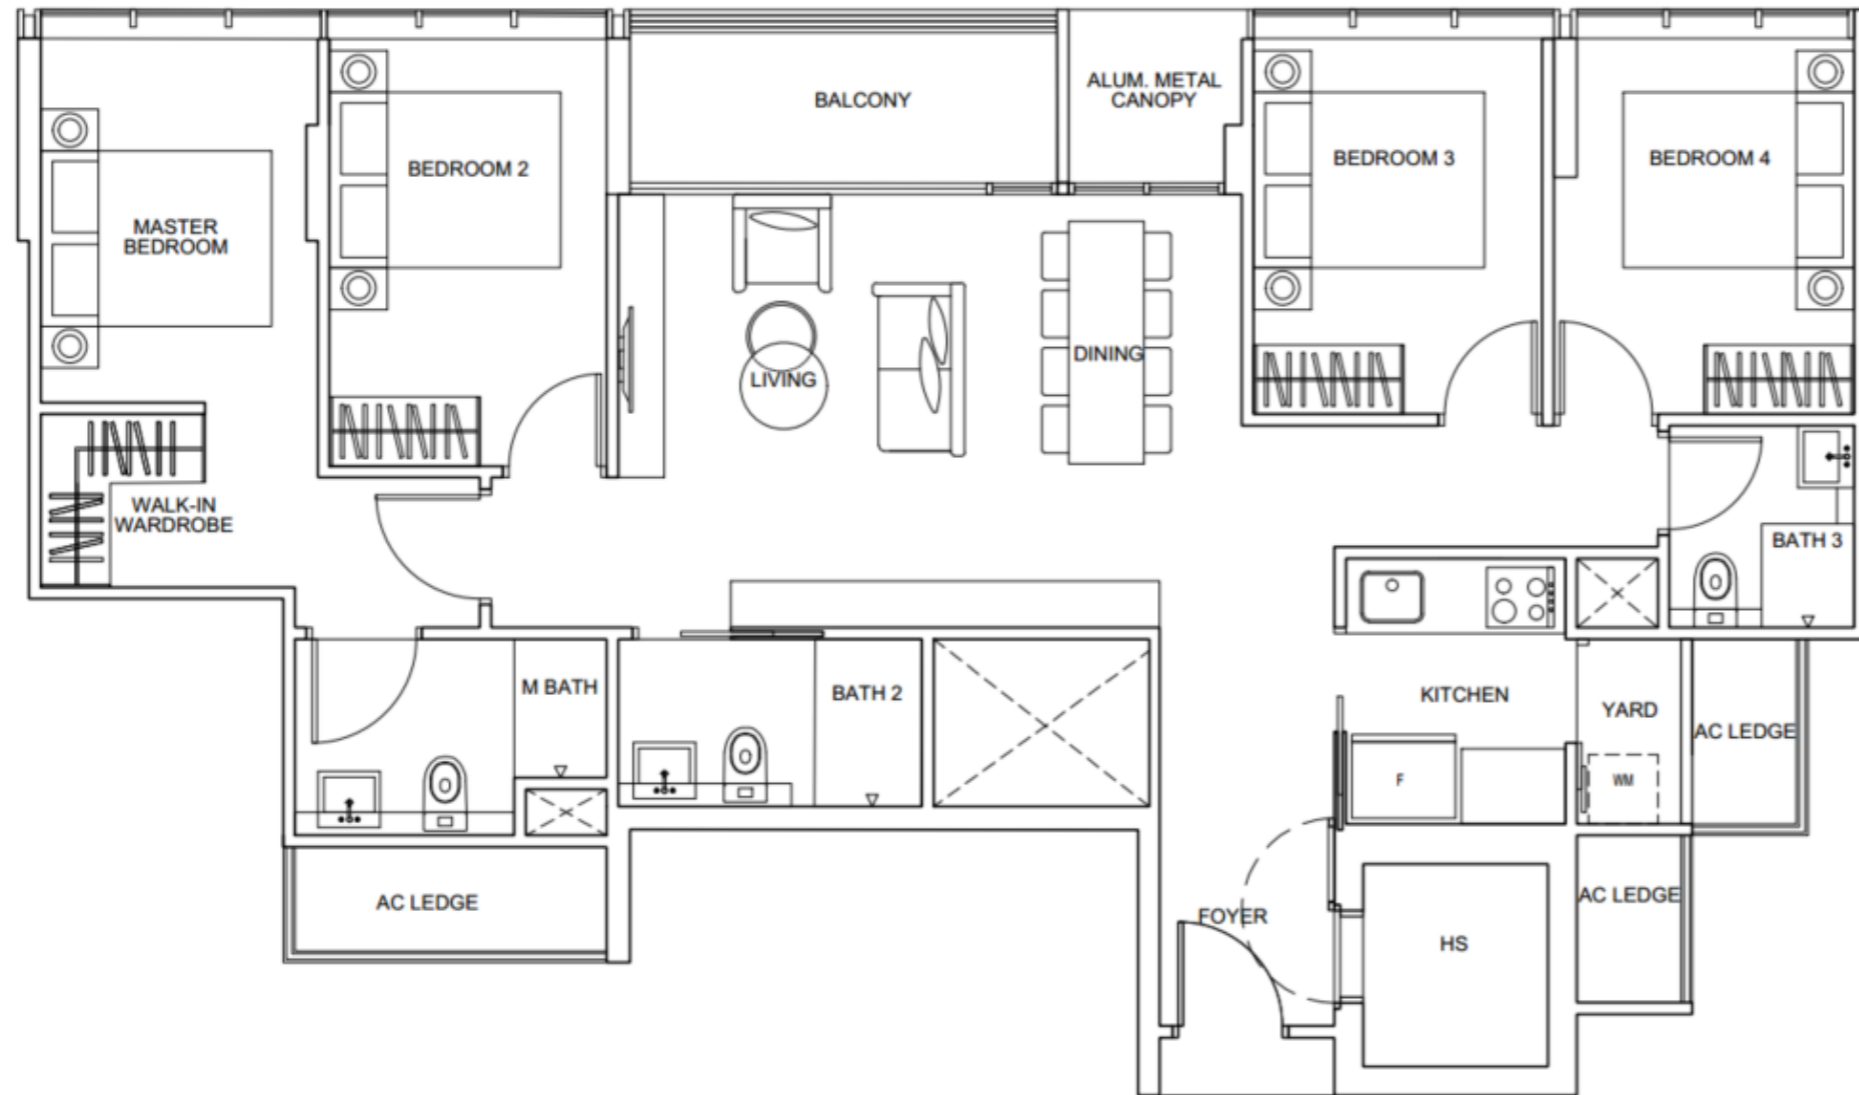 BALCONY
ALUM. METAL
CANOPY
BEDROOM 2
BEDROOM 3
BEDROOM 4
MASTER
BEDROOM
DINING
LIVING
WALK-IN
WARDROBE
BATH 3
M BATH
BATH 2
KITCHEN
YARD
AC LEDGE
F
WM
AC LEDGE
AC LEDGE
FOYER
HS